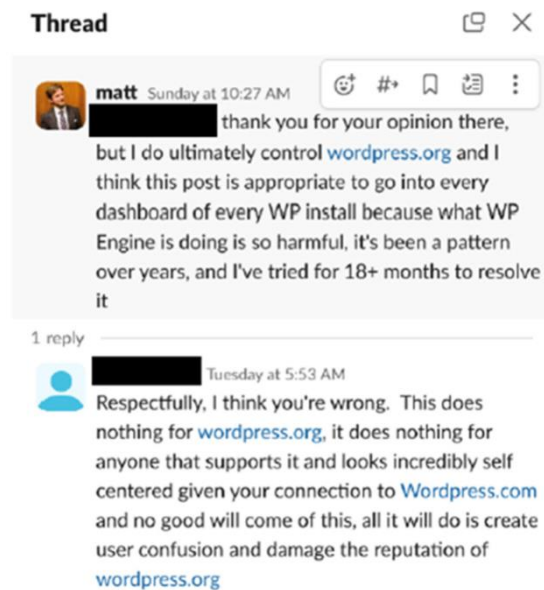 Thread
matt Sunday at 10:27 AM
thank you for your opinion there,
but I do ultimately control wordpress.org and I
think this post is appropriate to go into every
dashboard of every WP install because what WP
Engine is doing is so harmful, it's been a pattern
over years, and I've tried for 18+ months to resolve
it
1 reply
Tuesday at 5:53 AM
Respectfully, I think you're wrong. This does
nothing for wordpress.org, it does nothing for
anyone that supports it and looks incredibly self
centered given your connection to Wordpress.com
and no good will come of this, all it will do is create
user confusion and damage the reputation of
wordpress.org